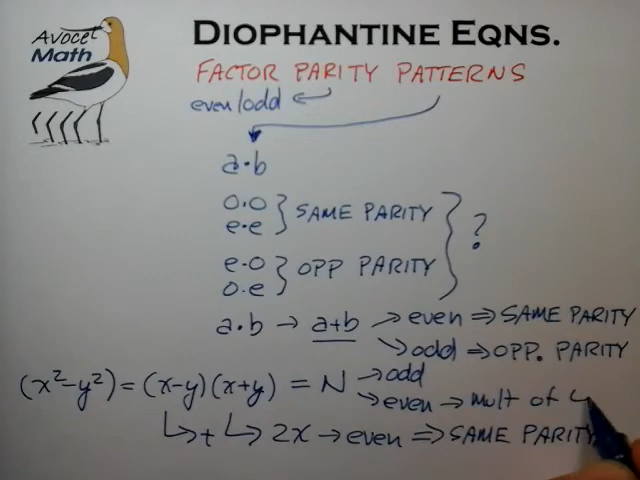 Avocet
Math
DIOPHANTINE EQNS.
FACTOR PARITY PATTERNS
even/odd ←
a·b
o·o } SAME PARITY
e·e
e·o } OPP PARITY
o·e
} ?
a·b → a+b → even ⇒ SAME PARITY
↘ odd ⇒ OPP. PARITY
(x²-y²) = (x-y)(x+y) = N → odd
→ even → mult of 4
↳ + ↳ 2x → even ⇒ SAME PARITY